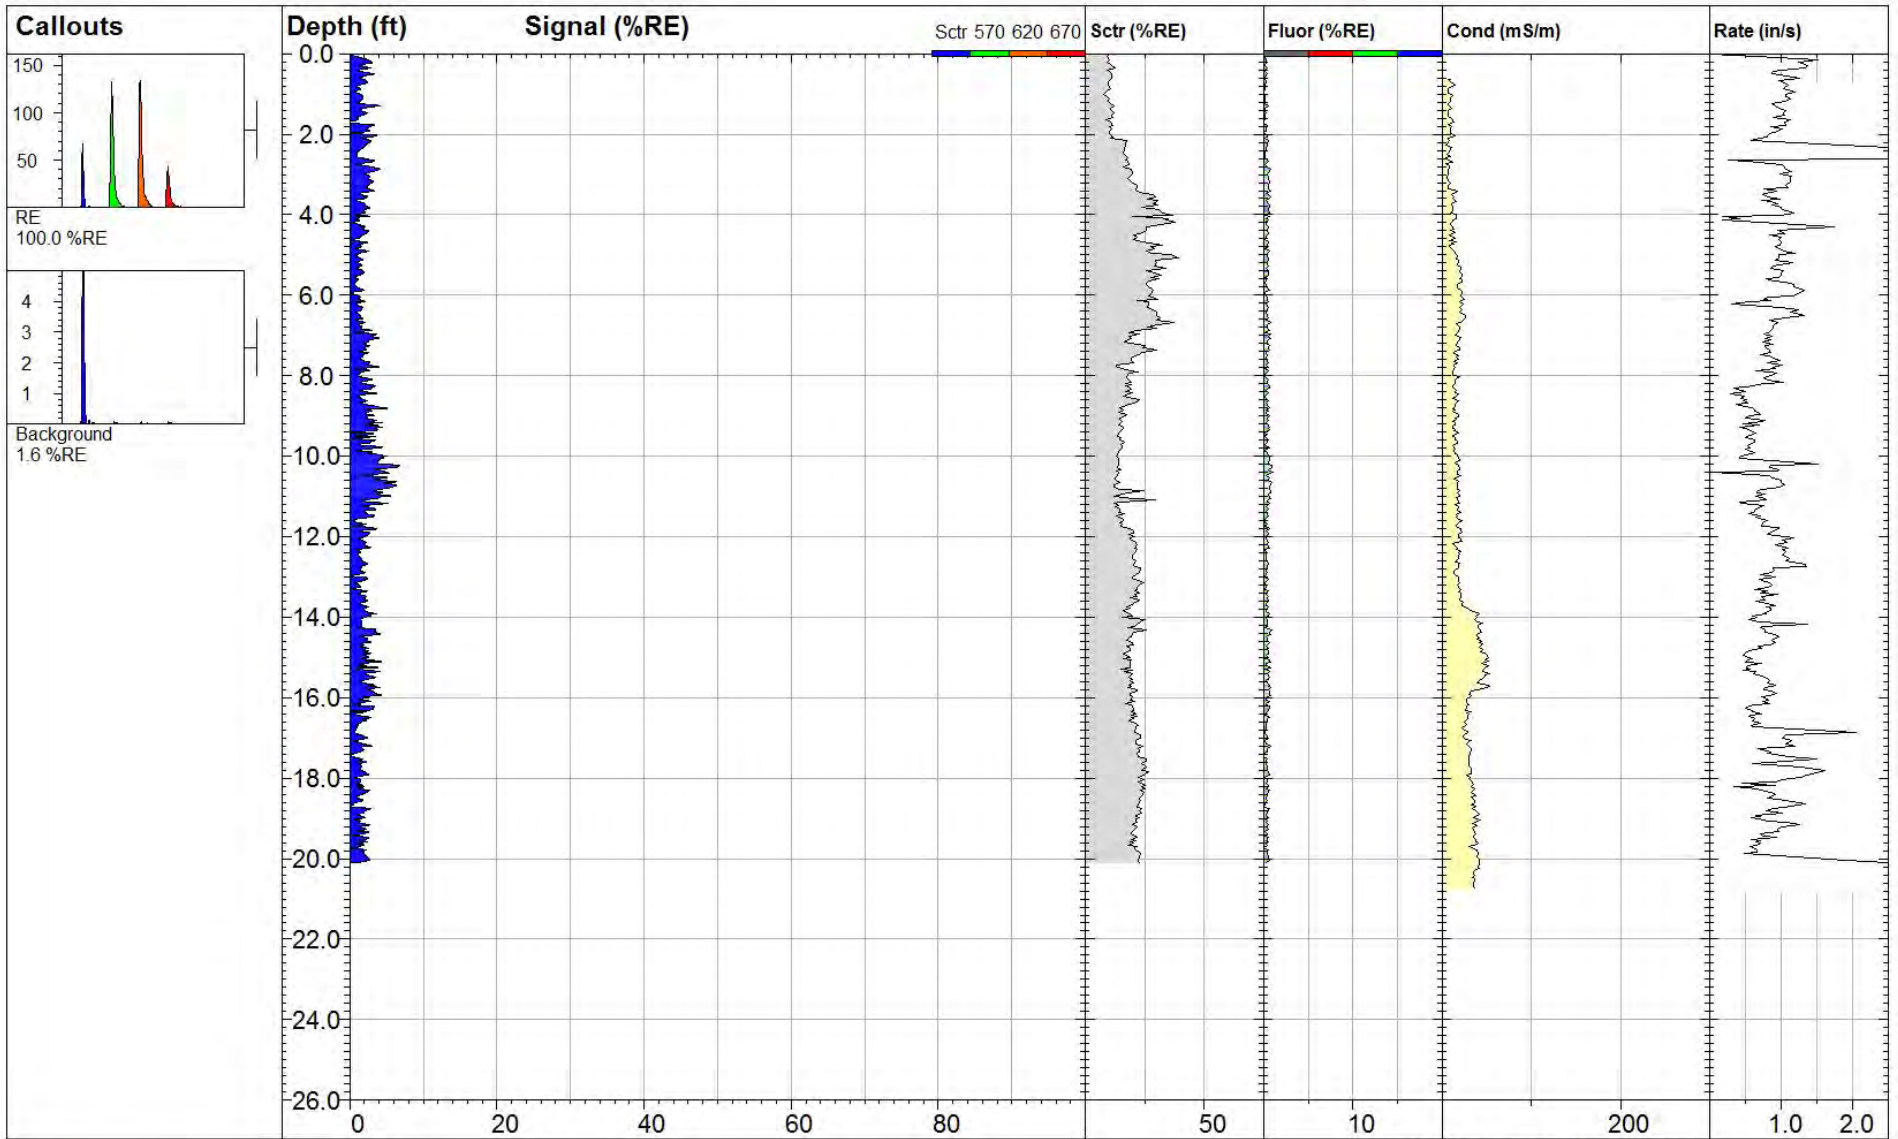 Callouts
Depth (ft)
Signal (%RE)
Sctr 570 620 670
Sctr (%RE)
Fluor (%RE)
Cond (mS/m)
Rate (in/s)
150
100
50
RE
100.0 %RE
4
3
2
1
Background
1.6 %RE
0.0
2.0
4.0
6.0
8.0
10.0
12.0
14.0
16.0
18.0
20.0
22.0
24.0
26.0
0 20 40 60 80
50
10
200
1.0 2.0